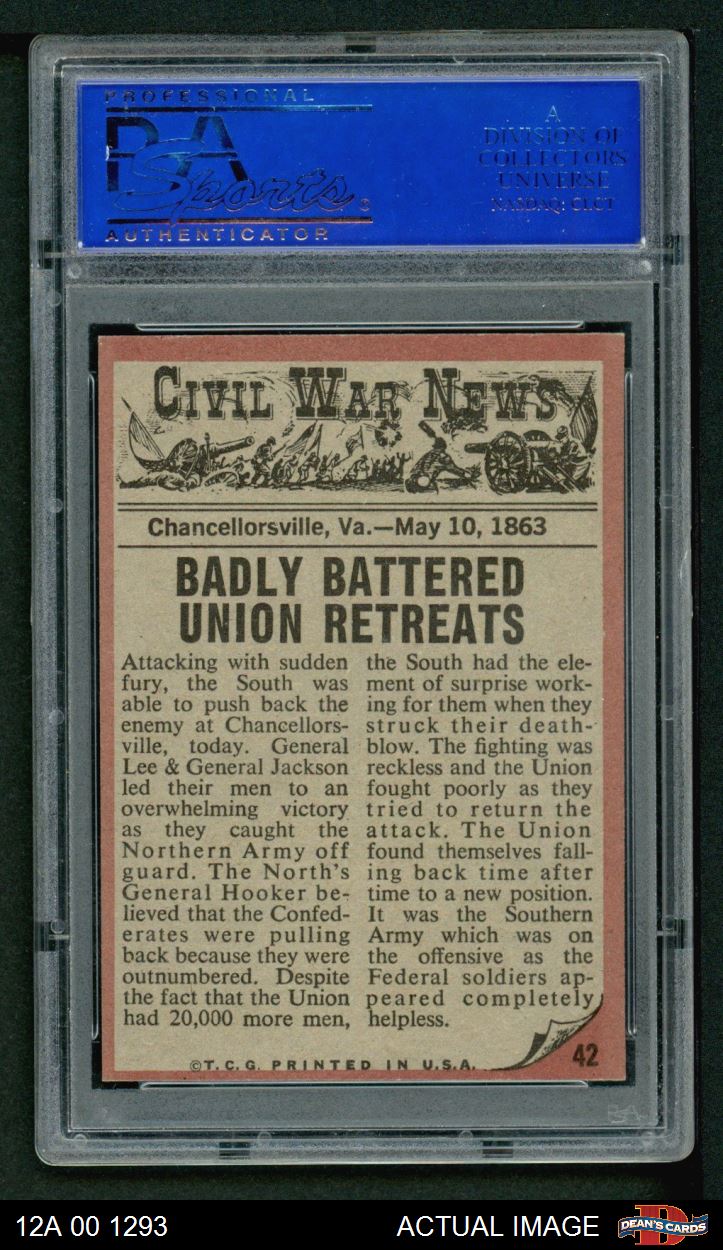 PROFESSIONAL
PSA
Sports
AUTHENTICATOR
A
DIVISION OF
COLLECTORS
UNIVERSE
NASDAQ: CLCT
CIVIL WAR NEWS
Chancellorsville, Va.—May 10, 1863
BADLY BATTERED
UNION RETREATS
Attacking with sudden
fury, the South was
able to push back the
enemy at Chancellors-
ville, today. General
Lee & General Jackson
led their men to an
overwhelming victory
as they caught the
Northern Army off
guard. The North's
General Hooker be-
lieved that the Confed-
erates were pulling
back because they were
outnumbered. Despite
the fact that the Union
had 20,000 more men,
the South had the ele-
ment of surprise work-
ing for them when they
struck their death-
blow. The fighting was
reckless and the Union
fought poorly as they
tried to return the
attack. The Union
found themselves fall-
ing back time after
time to a new position.
It was the Southern
Army which was on
the offensive as the
Federal soldiers ap-
peared completely
helpless.
©T.C.G. PRINTED IN U.S.A.
42
PSA
12A 00 1293
ACTUAL IMAGE
D
DEAN'S CARDS